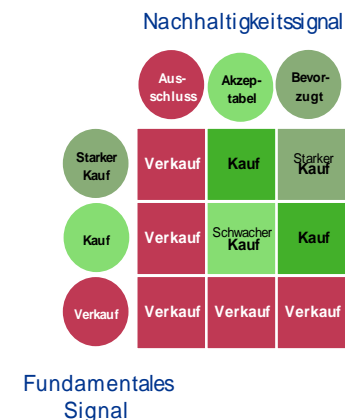 Nachhaltigkeitssignal
Aus-
schluss
Akzep-
tabel
Bevor-
zugt
Starker
Kauf
Verkauf
Kauf
Starker
Kauf
Kauf
Verkauf
Schwacher
Kauf
Kauf
Verkauf
Verkauf
Verkauf
Verkauf
Fundamentales
Signal